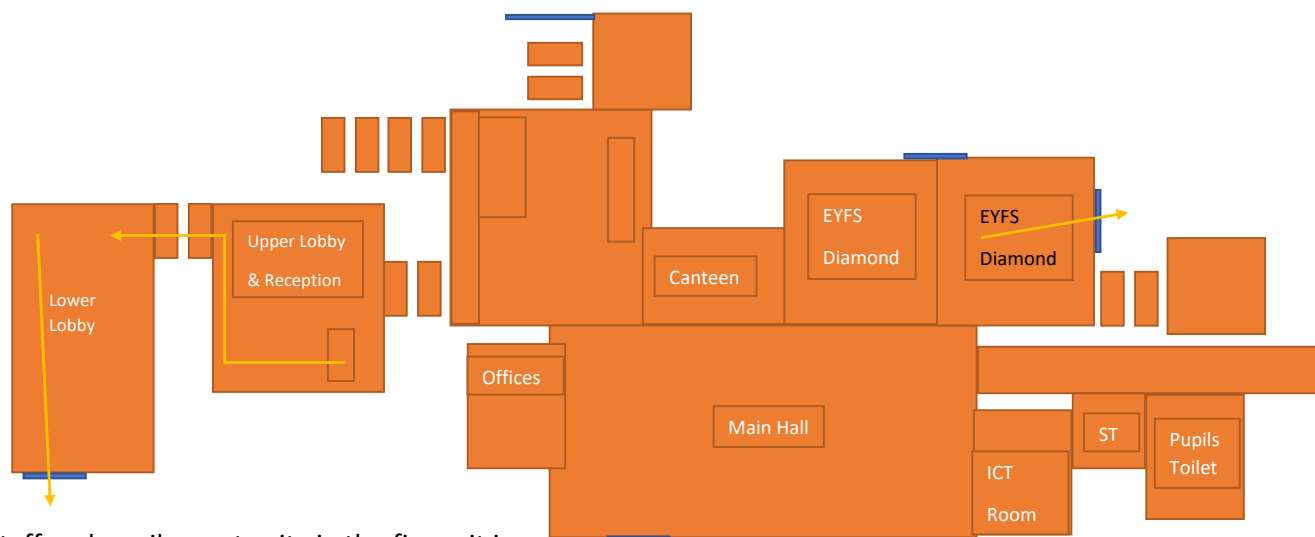 EYFS
Diamond
EYFS
Diamond
Upper Lobby
& Reception
Canteen
Lower
Lobby
Offices
Main Hall
ST
Pupils
Toilet
ICT
Room